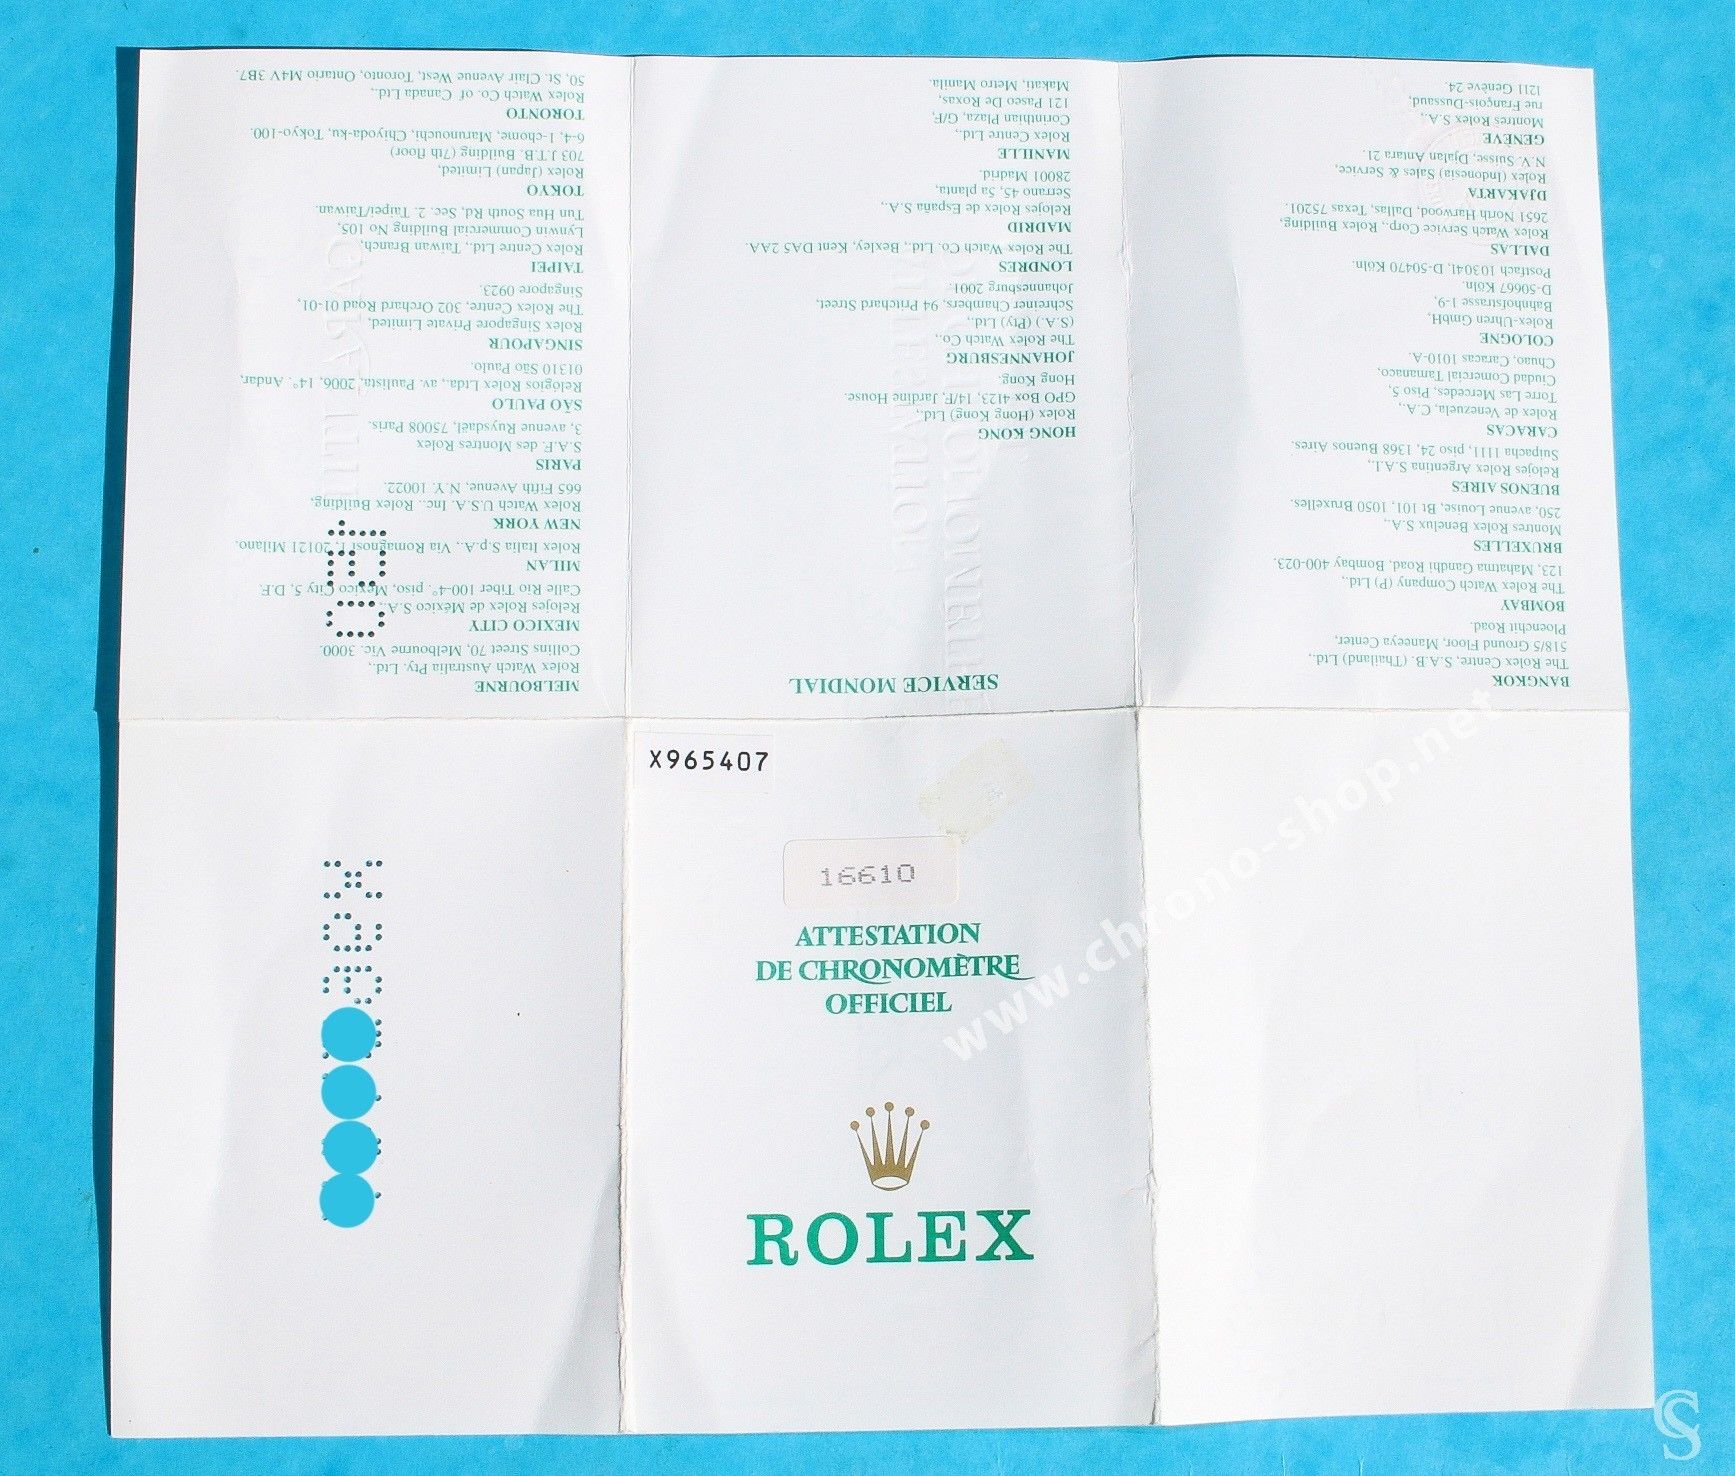 MELBOURNE
Rolex Watch Australia Pty. Ltd.,
Collins Street 70, Melbourne Vic. 3000.
MEXICO CITY
Relojes Rolex de México S.A.,
Calle Rio Tiber 100-4°. piso, Mexico City 5, D.F.
MILAN
Rolex Italia S.p.A., Via Romagnosi 1, 20121 Milano.
NEW YORK
Rolex Watch U.S.A. Inc., Rolex Building,
665 Fifth Avenue, N.Y. 10022.
PARIS
S.A.F. des Montres Rolex
3, avenue Ruysdaël, 75008 Paris.
SÃO PAULO
Relógios Rolex Ltda., av. Paulista, 2006, 14°. Andar,
01310 São Paulo.
SINGAPOUR
Rolex Singapore Private Limited,
The Rolex Centre, 302 Orchard Road 01-01,
Singapore 0923.
TAIPEI
Rolex Centre, Ltd., Taiwan Branch,
Lynwin Commercial Building No 105,
Tun Hua South Rd, Sec. 2. Taipei/Taiwan.
TOKYO
Rolex (Japan) Limited,
703 J.T.B. Building (7th floor)
6-4, 1-chome, Marunouchi, Chiyoda-ku, Tokyo-100.
TORONTO
Rolex Watch Co. of Canada Ltd.,
50, St. Clair Avenue West, Toronto, Ontario M4V 3B7.
SERVICE MONDIAL
HONG KONG
Rolex (Hong Kong) Ltd.,
GPO Box 4123, 14/F, Jardine House.
Hong Kong.
JOHANNESBURG
The Rolex Watch Co.,
(S.A.) (Pty) Ltd.,
Schreiner Chambers, 94 Pritchard Street
Johannesburg 2001.
LONDRES
The Rolex Watch Co. Ltd., Bexley, Kent DA5 2AA.
MADRID
Relojes Rolex de España S.A.,
Serrano 45, 5a planta,
28001 Madrid.
MANILLE
Rolex Centre Ltd.,
Corinthian Plaza, G/F,
121 Paseo De Roxas,
Makati, Metro Manila.
BANGKOK
The Rolex Centre, S.A.B. (Thailand) Ltd.,
518/5 Ground Floor, Maneeya Center,
Ploenchit Road.
BOMBAY
The Rolex Watch Company (P) Ltd.,
123, Mahatma Gandhi Road, Bombay 400-023.
BRUXELLES
Montres Rolex Benelux S.A.,
250, avenue Louise, Bt 101, 1050 Bruxelles.
BUENOS AIRES
Relojes Rolex Argentina S.A.I.,
Suipacha 1111, piso 24, 1368 Buenos Aires.
CARACAS
Rolex de Venezuela, C.A.,
Torre Las Mercedes, Piso 5,
Ciudad Comercial Tamanaco,
Chuao, Caracas 1010-A.
COLOGNE
Rolex-Uhren GmbH,
Bahnhofstrasse 1-9,
D-50667 Köln.
Postfach 103041, D-50470 Köln.
DALLAS
Rolex Watch Service Corp., Rolex Building,
2651 North Harwood, Dallas, Texas 75201.
DJAKARTA
Rolex (Indonesia) Sales & Service,
N.V. Suisse, Djalan Antara 21
GENEVE
Montres Rolex S.A.,
rue François-Dussaud,
1211 Genève 24.
X965407
16610
ATTESTATION
DE CHRONOMÈTRE
OFFICIEL
ROLEX
www.chrono-shop.net